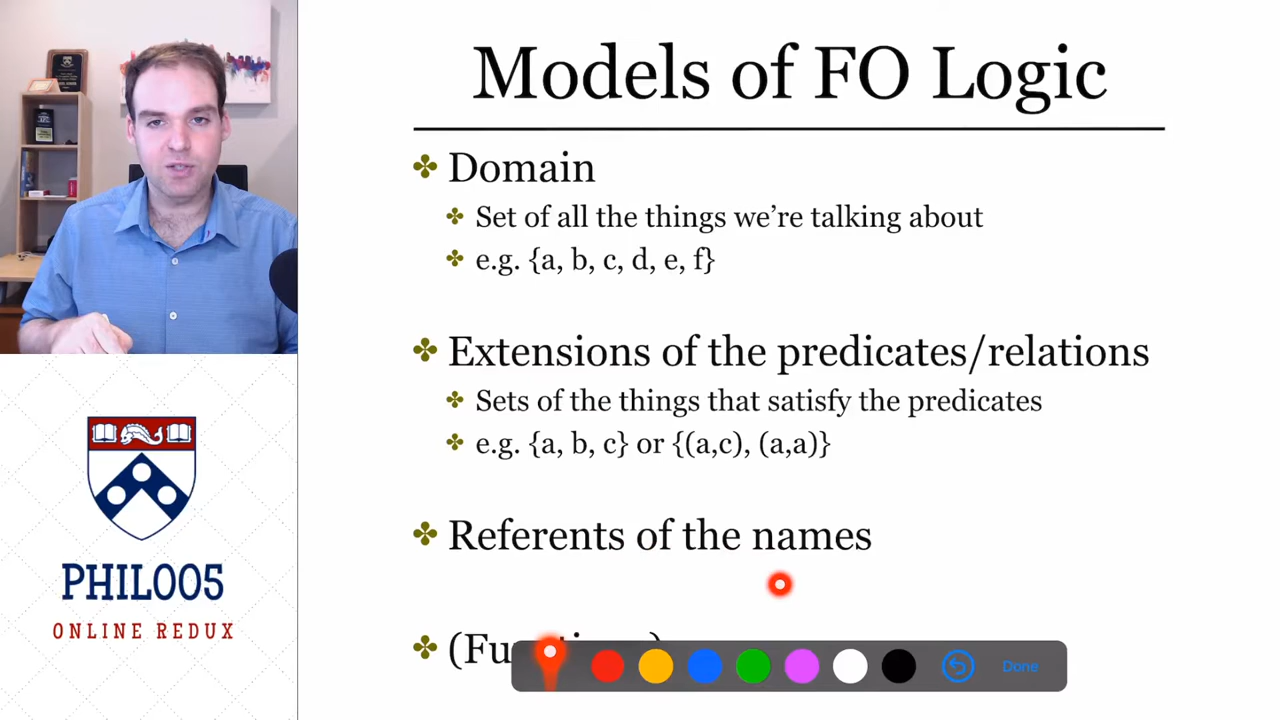 Models of FO Logic
Domain
Set of all the things we're talking about
e.g. {a, b, c, d, e, f}
Extensions of the predicates/relations
Sets of the things that satisfy the predicates
e.g. {a, b, c} or {(a,c), (a,a)}
Referents of the names
Done
PHIL005
ONLINE REDUX